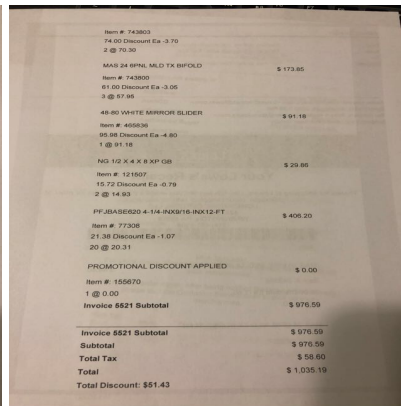 Item #: 743803
74.00 Discount Ea -3.70
2 @ 70.30
MAS 24 6PNL MLD TX BIFOLD
$ 173.85
Item #: 743800
61.00 Discount Ea -3.05
3 @ 57.95
48-80 WHITE MIRROR SLIDER
$ 91.18
Item #: 465836
95.98 Discount Ea -4.80
1 @ 91.18
NG 1/2 X 4 X 8 XP GB
$ 29.86
Item #: 121507
15.72 Discount Ea -0.79
2 @ 14.93
PFJBASE620 4-1/4-INX9/16-INX12-FT
$ 406.20
Item #: 77308
21.38 Discount Ea -1.07
20 @ 20.31
PROMOTIONAL DISCOUNT APPLIED
$ 0.00
Item #: 155670
1 @ 0.00
Invoice 5521 Subtotal $ 976.59
Invoice 5521 Subtotal $ 976.59
Subtotal $ 976.59
Total Tax $ 58.60
Total $ 1,035.19
Total Discount: $51.43